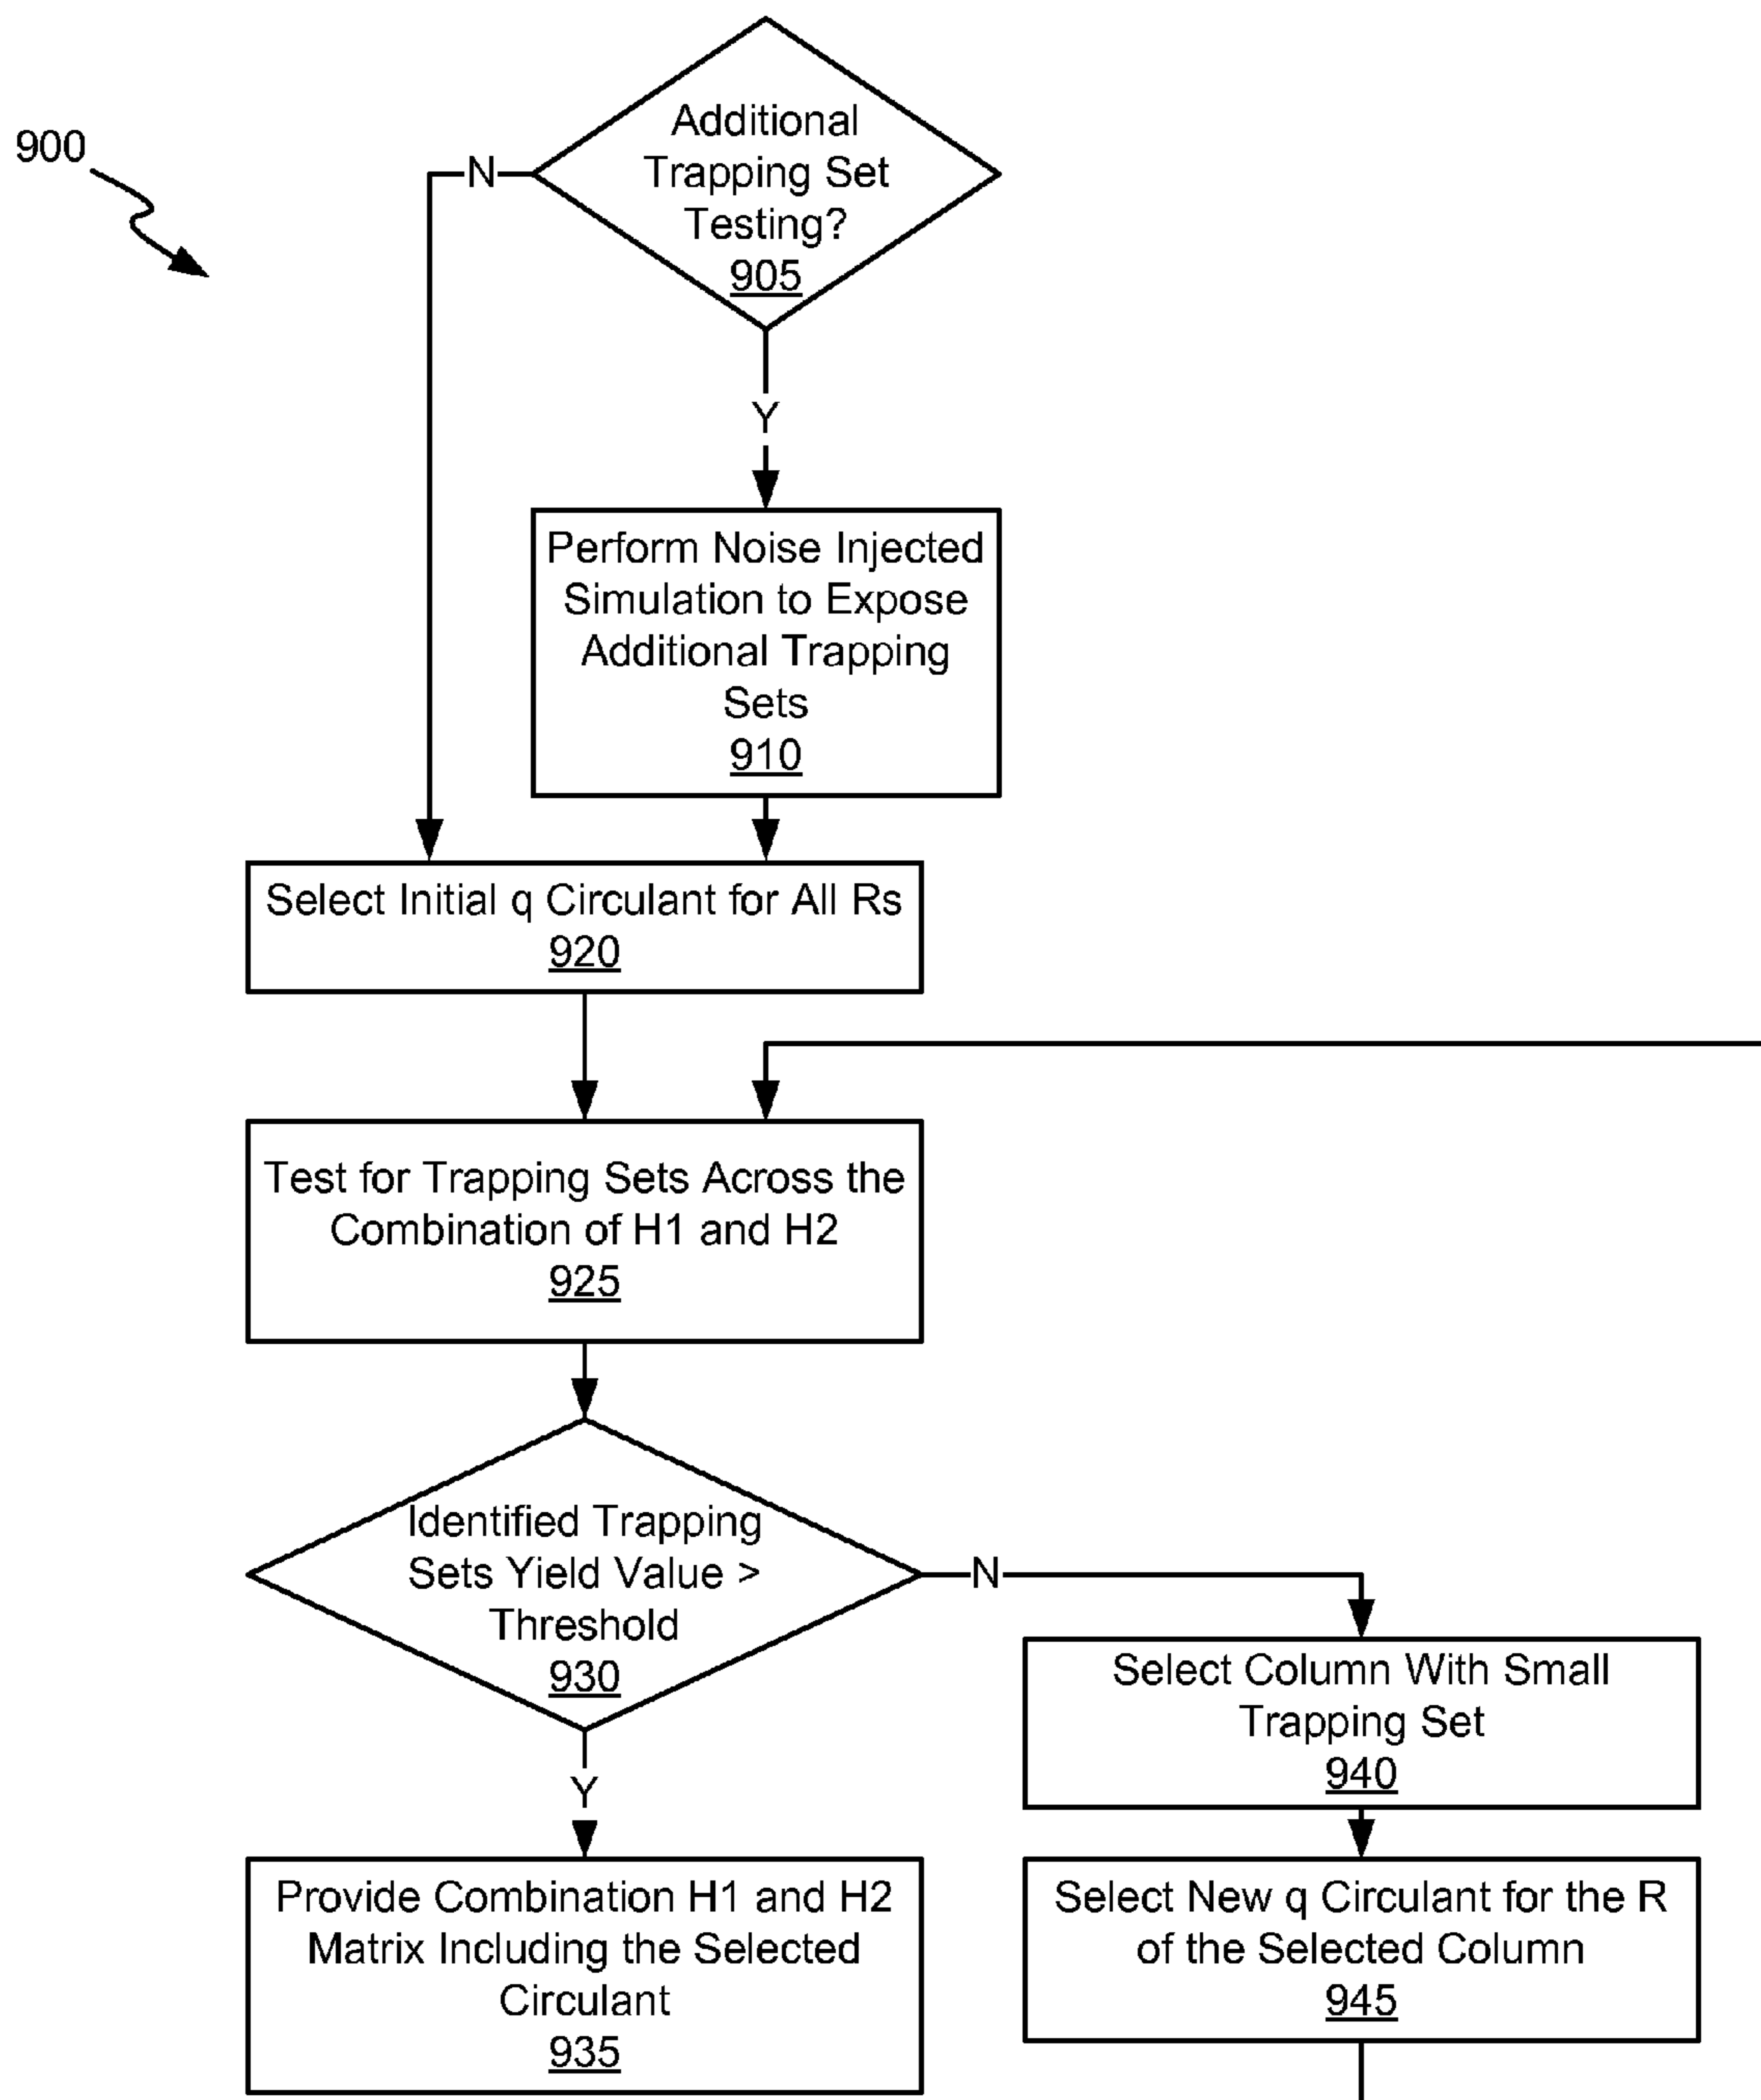 900
Additional
Trapping Set
Testing?
905
N
Y
Perform Noise Injected
Simulation to Expose
Additional Trapping
Sets
910
Select Initial q Circulant for All Rs
920
Test for Trapping Sets Across the
Combination of H1 and H2
925
Identified Trapping
Sets Yield Value >
Threshold
930
N
Y
Select Column With Small
Trapping Set
940
Provide Combination H1 and H2
Matrix Including the Selected
Circulant
935
Select New q Circulant for the R
of the Selected Column
945